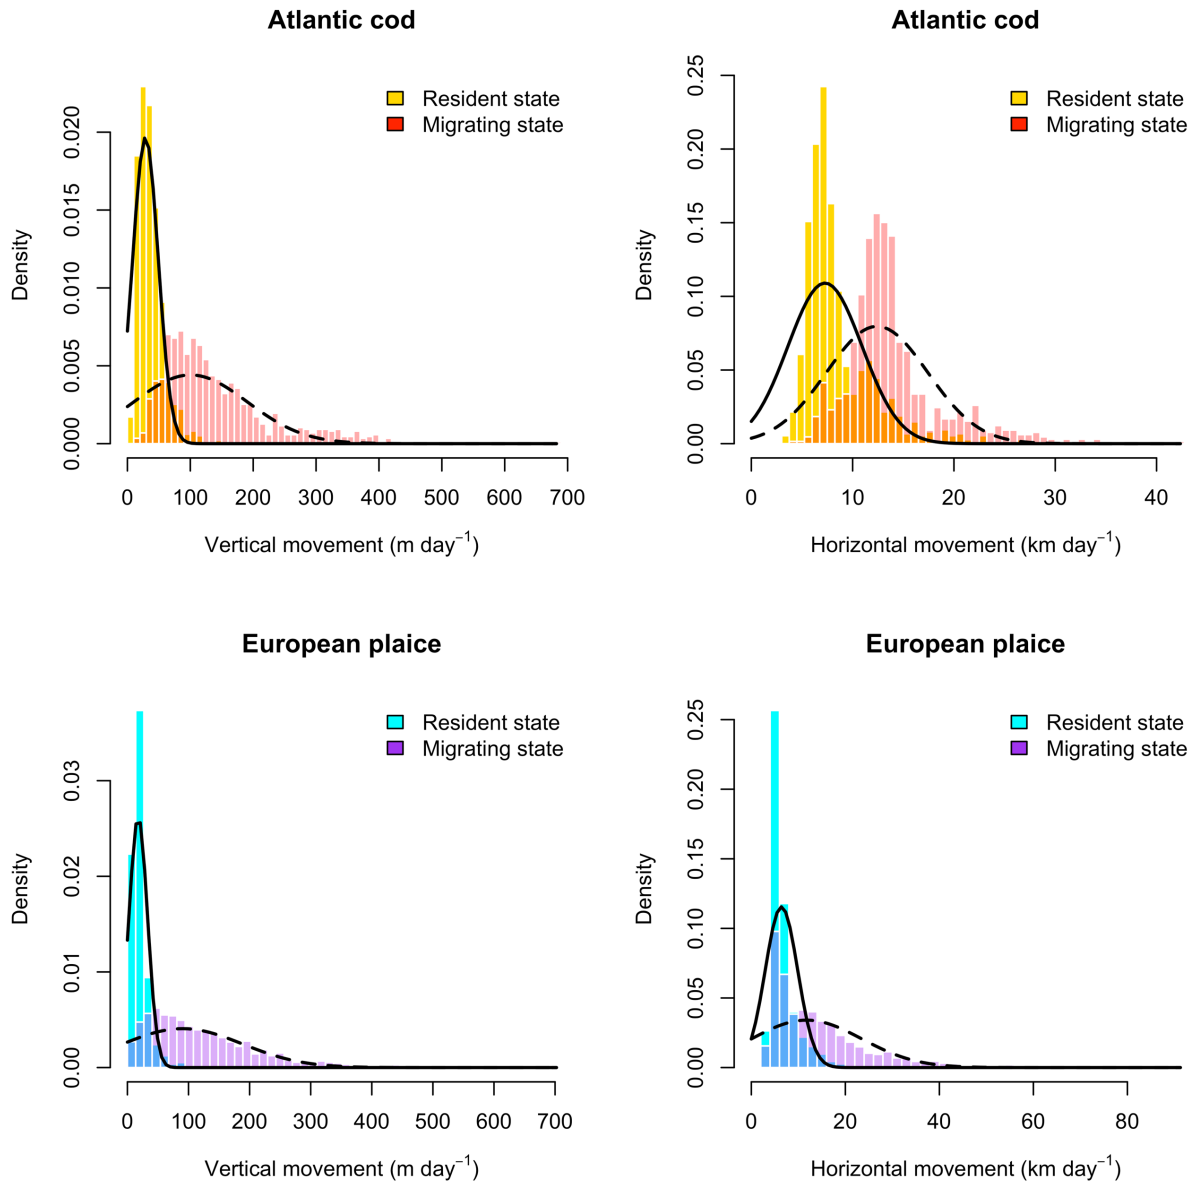 Atlantic cod
Resident state
Migrating state
Density
0.000 0.005 0.010 0.015 0.020
0 100 200 300 400 500 600 700
Vertical movement (m day⁻¹)
Atlantic cod
Resident state
Migrating state
Density
0.00 0.05 0.10 0.15 0.20 0.25
0 10 20 30 40
Horizontal movement (km day⁻¹)
European plaice
Resident state
Migrating state
Density
0.00 0.01 0.02 0.03
0 100 200 300 400 500 600 700
Vertical movement (m day⁻¹)
European plaice
Resident state
Migrating state
Density
0.00 0.05 0.10 0.15 0.20 0.25
0 20 40 60 80
Horizontal movement (km day⁻¹)